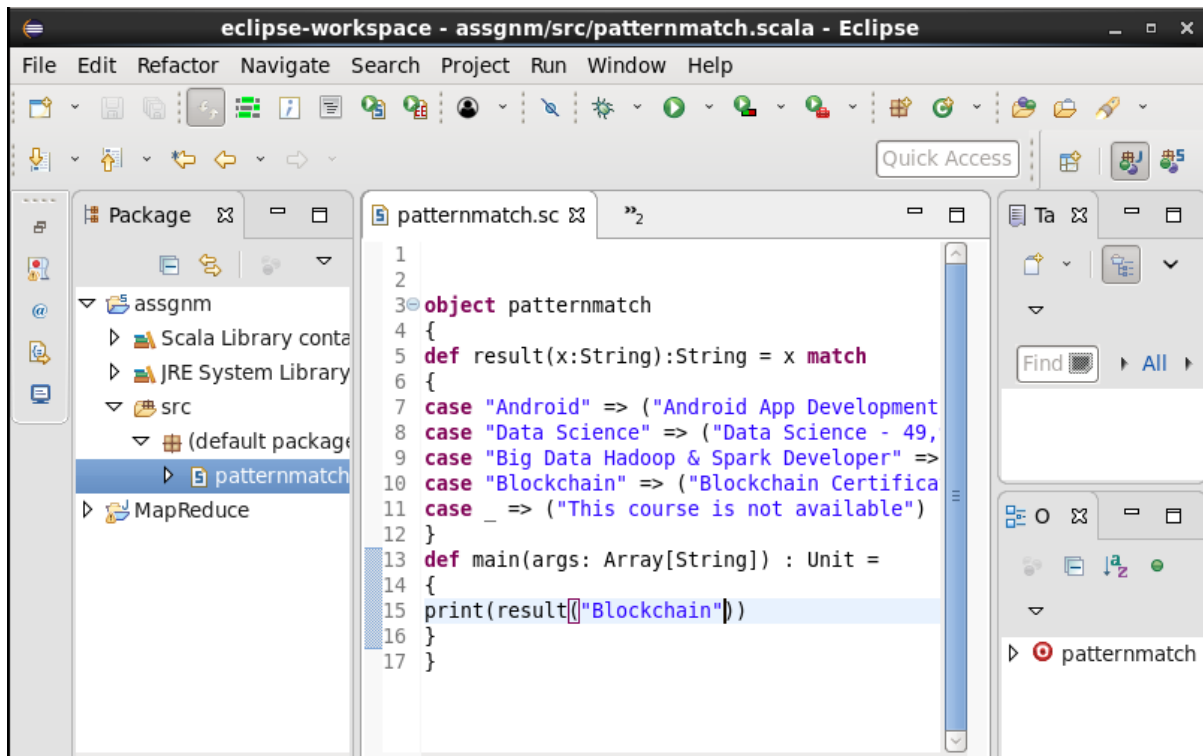 eclipse-workspace - assgnm/src/patternmatch.scala - Eclipse
File Edit Refactor Navigate Search Project Run Window Help
Quick Access
Package
patternmatch.sc
»2
Ta
assgnm
Scala Library conta
JRE System Library
src
(default package
patternmatch
MapReduce
1
2
3 object patternmatch
4 {
5 def result(x:String):String = x match
6 {
7 case "Android" => ("Android App Development
8 case "Data Science" => ("Data Science - 49,
9 case "Big Data Hadoop & Spark Developer" =>
10 case "Blockchain" => ("Blockchain Certifica
11 case _ => ("This course is not available")
12 }
13 def main(args: Array[String]) : Unit =
14 {
15 print(result("Blockchain"))
16 }
17 }
Find
All
O
patternmatch